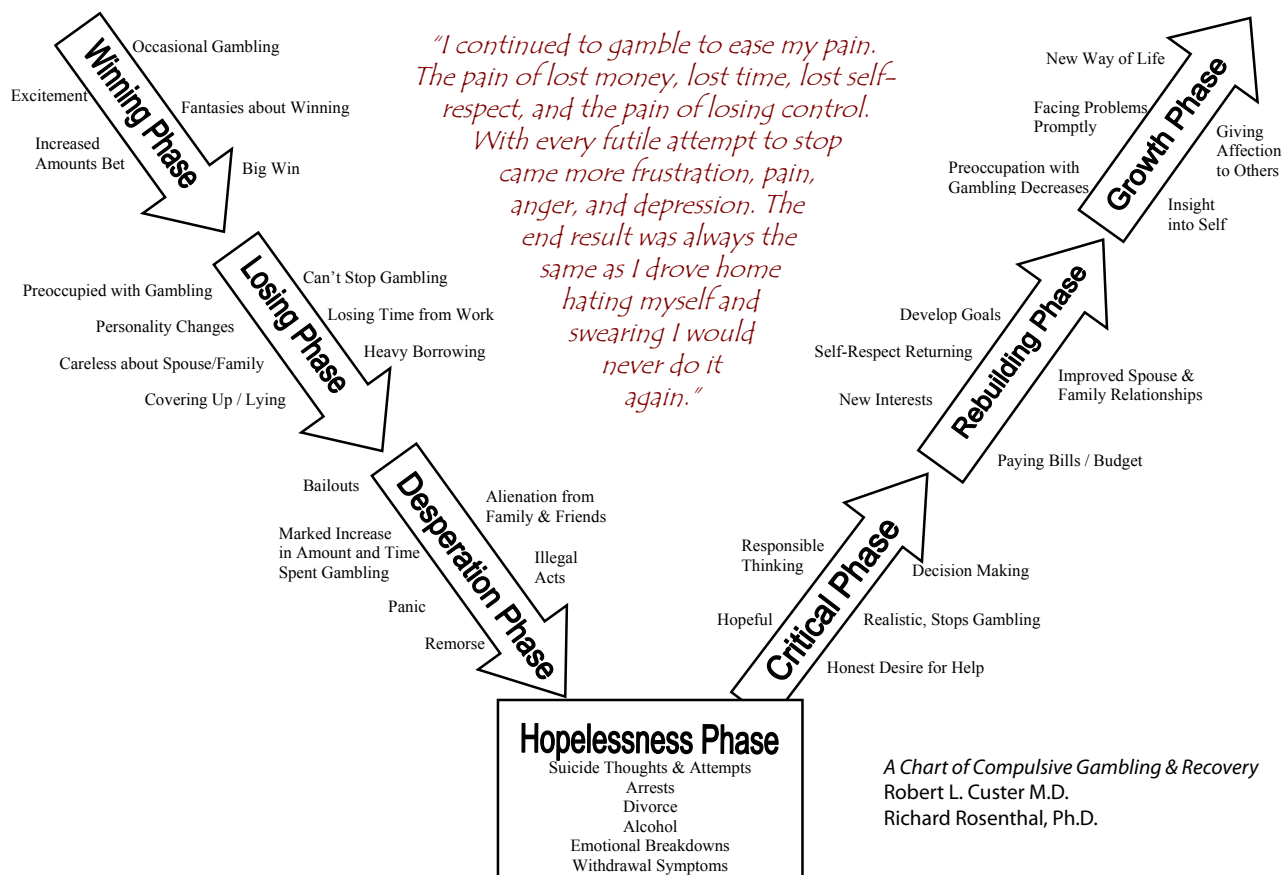 Winning Phase
Occasional Gambling
Excitement
Fantasies about Winning
Increased
Amounts Bet
Big Win
"I continued to gamble to ease my pain.
The pain of lost money, lost time, lost self-
respect, and the pain of losing control.
With every futile attempt to stop
came more frustration, pain,
anger, and depression. The
end result was always the
same as I drove home
hating myself and
swearing I would
never do it
again."
Losing Phase
Can't Stop Gambling
Preoccupied with Gambling
Losing Time from Work
Personality Changes
Heavy Borrowing
Careless about Spouse/Family
Covering Up / Lying
Desperation Phase
Bailouts
Alienation from
Family & Friends
Marked Increase
in Amount and Time
Spent Gambling
Illegal
Acts
Panic
Remorse
Hopelessness Phase
Suicide Thoughts & Attempts
Arrests
Divorce
Alcohol
Emotional Breakdowns
Withdrawal Symptoms
Critical Phase
Responsible
Thinking
Decision Making
Hopeful
Realistic, Stops Gambling
Honest Desire for Help
Rebuilding Phase
Develop Goals
Self-Respect Returning
Improved Spouse &
Family Relationships
New Interests
Paying Bills / Budget
Growth Phase
New Way of Life
Facing Problems
Promptly
Giving
Affection
to Others
Preoccupation with
Gambling Decreases
Insight
into Self
A Chart of Compulsive Gambling & Recovery
Robert L. Custer M.D.
Richard Rosenthal, Ph.D.